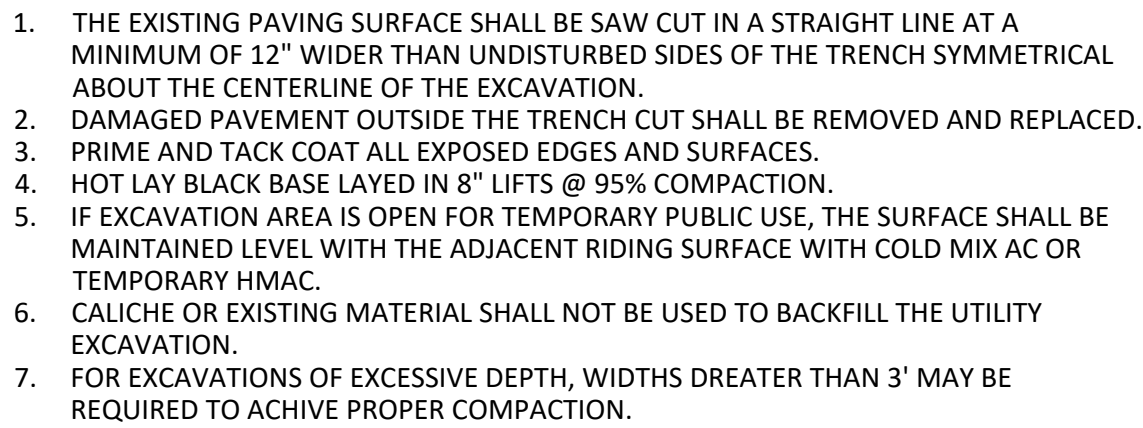 1. THE EXISTING PAVING SURFACE SHALL BE SAW CUT IN A STRAIGHT LINE AT A
MINIMUM OF 12" WIDER THAN UNDISTURBED SIDES OF THE TRENCH SYMMETRICAL
ABOUT THE CENTERLINE OF THE EXCAVATION.
2. DAMAGED PAVEMENT OUTSIDE THE TRENCH CUT SHALL BE REMOVED AND REPLACED.
3. PRIME AND TACK COAT ALL EXPOSED EDGES AND SURFACES.
4. HOT LAY BLACK BASE LAYED IN 8" LIFTS @ 95% COMPACTION.
5. IF EXCAVATION AREA IS OPEN FOR TEMPORARY PUBLIC USE, THE SURFACE SHALL BE
MAINTAINED LEVEL WITH THE ADJACENT RIDING SURFACE WITH COLD MIX AC OR
TEMPORARY HMAC.
6. CALICHE OR EXISTING MATERIAL SHALL NOT BE USED TO BACKFILL THE UTILITY
EXCAVATION.
7. FOR EXCAVATIONS OF EXCESSIVE DEPTH, WIDTHS DREATER THAN 3' MAY BE
REQUIRED TO ACHIVE PROPER COMPACTION.